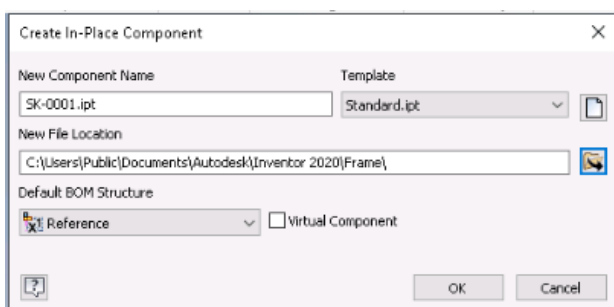 Create In-Place Component
New Component Name Template
SK-0001.ipt Standard.ipt
New File Location
C:\Users\Public\Documents\Autodesk\Inventor 2020\Frame\
Default BOM Structure
Reference Virtual Component
OK Cancel